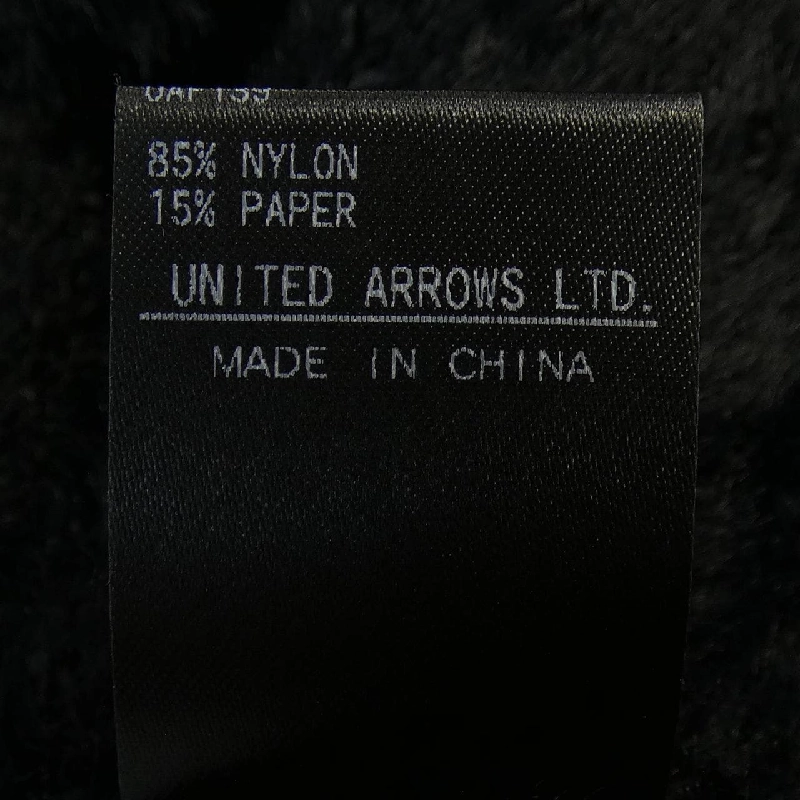 85% NYLON
15% PAPER
UNITED ARROWS LTD.
MADE IN CHINA